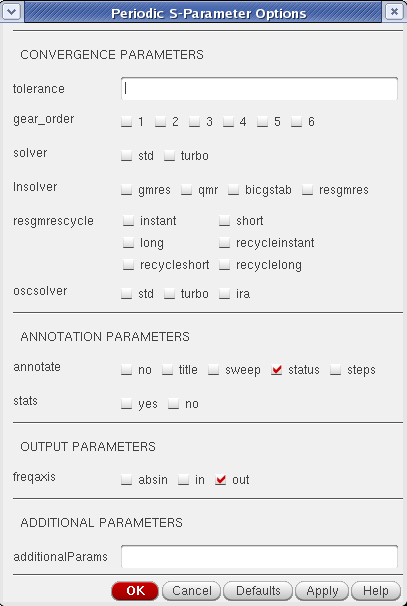 Periodic S-Parameter Options
CONVERGENCE PARAMETERS
tolerance
gear_order 1 2 3 4 5 6
solver std turbo
lnsolver gmres qmr bicgstab resgmres
resgmrescycle instant short
long recycleinstant
recycleshort recyclelong
oscsolver std turbo ira
ANNOTATION PARAMETERS
annotate no title sweep status steps
stats yes no
OUTPUT PARAMETERS
freqaxis absin in out
ADDITIONAL PARAMETERS
additionalParams
OK Cancel Defaults Apply Help